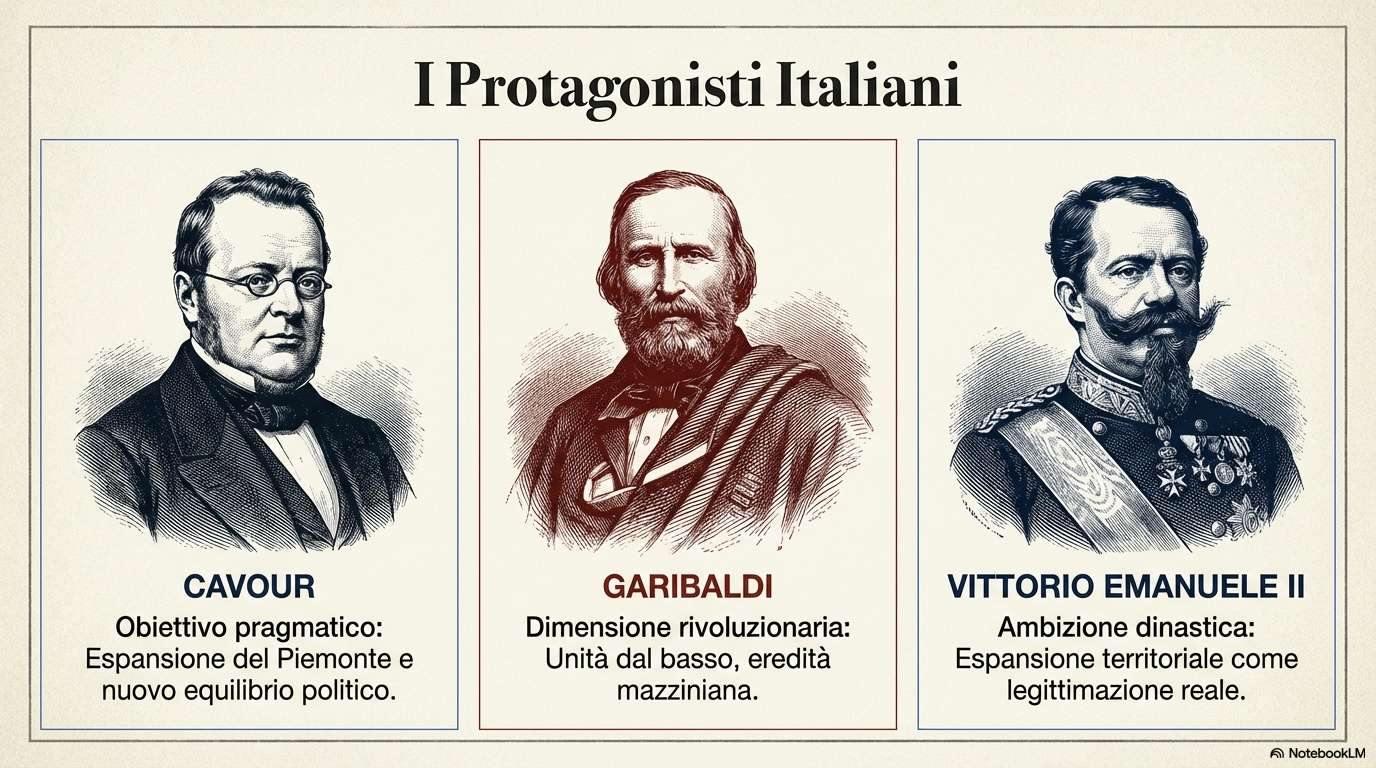 I Protagonisti Italiani
CAVOUR
Obiettivo pragmatico:
Espansione del Piemonte e
nuovo equilibrio politico.
GARIBALDI
Dimensione rivoluzionaria:
Unità dal basso, eredità
mazziniana.
VITTORIO EMANUELE II
Ambizione dinastica:
Espansione territoriale come
legittimazione reale.
NotebookLM